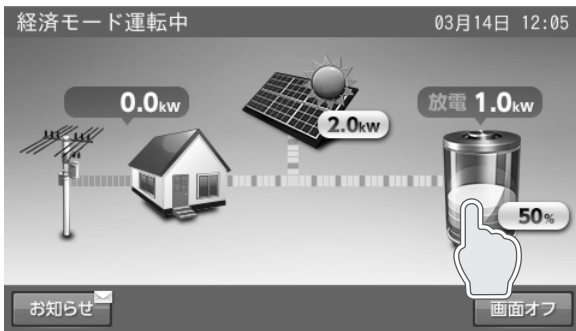 経済モード運転中
03月14日 12:05
0.0kw
2.0kw
放電 1.0kw
50%
お知らせ
画面オフ